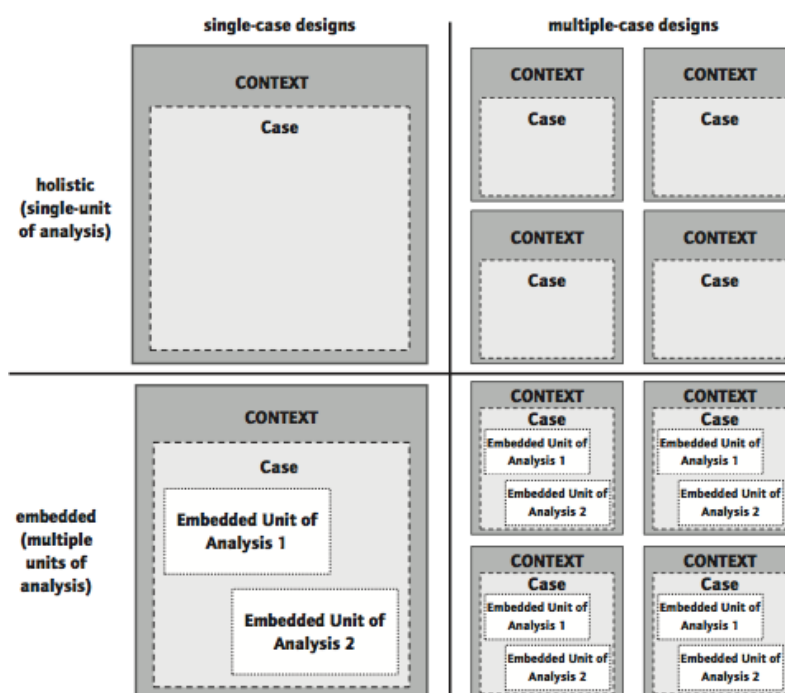 single-case designs
multiple-case designs
holistic
(single-unit
of analysis)
CONTEXT
Case
CONTEXT
Case
CONTEXT
Case
CONTEXT
Case
CONTEXT
Case
embedded
(multiple
units of
analysis)
CONTEXT
Case
Embedded Unit of
Analysis 1
Embedded Unit of
Analysis 2
CONTEXT
Case
Embedded Unit of
Analysis 1
Embedded Unit of
Analysis 2
CONTEXT
Case
Embedded Unit of
Analysis 1
Embedded Unit of
Analysis 2
CONTEXT
Case
Embedded Unit of
Analysis 1
Embedded Unit of
Analysis 2
CONTEXT
Case
Embedded Unit of
Analysis 1
Embedded Unit of
Analysis 2